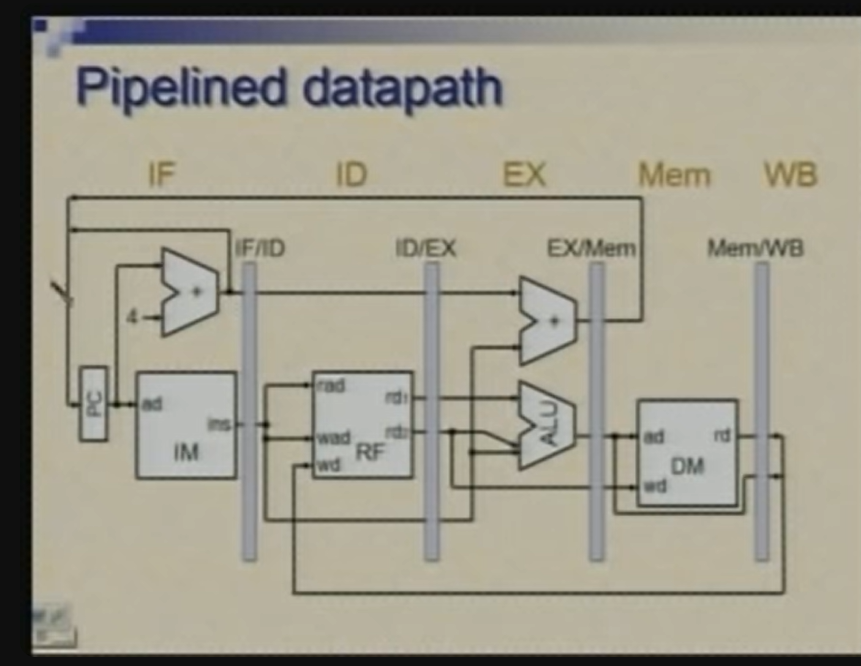 Pipelined datapath
IF ID EX Mem WB
IF/ID ID/EX EX/Mem Mem/WB
+
4
+
PC
ad
ins
IM
rad
rd1
wad
rd2
RF
wd
ALU
ad
rd
DM
wd